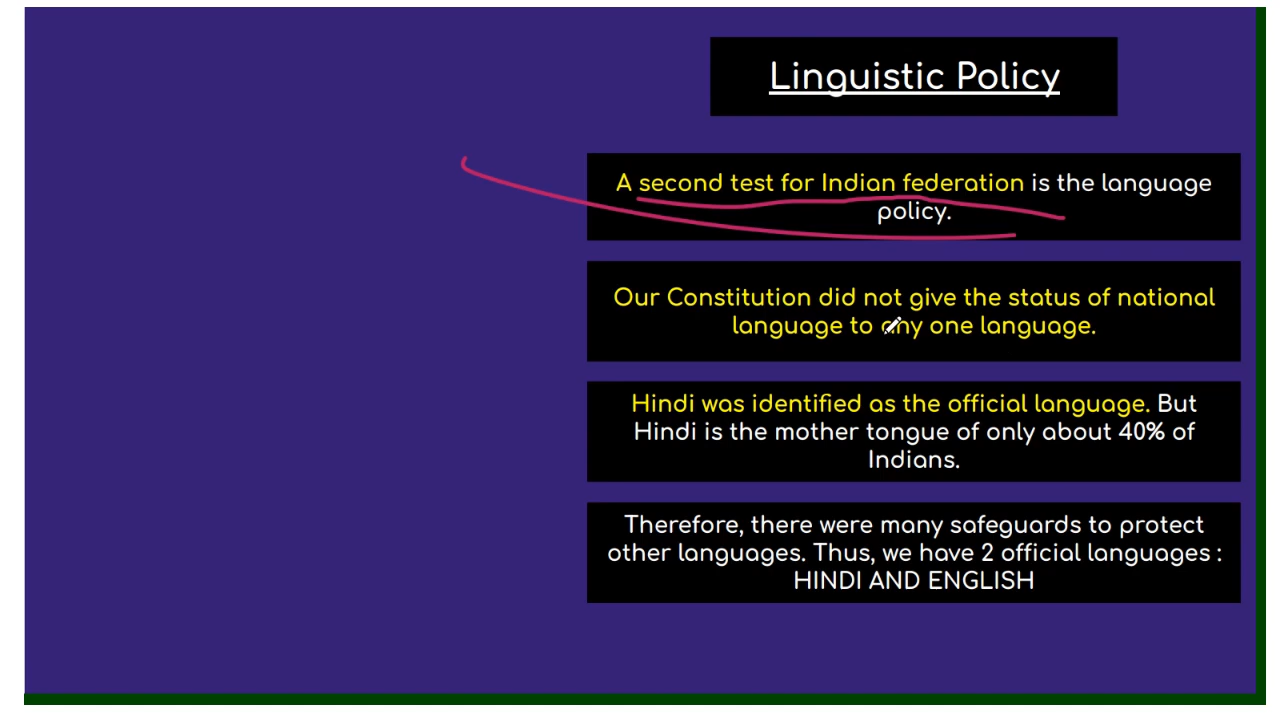 Linguistic Policy
A second test for Indian federation is the language
policy.
Our Constitution did not give the status of national
language to any one language.
Hindi was identified as the official language. But
Hindi is the mother tongue of only about 40% of
Indians.
Therefore, there were many safeguards to protect
other languages. Thus, we have 2 official languages :
HINDI AND ENGLISH